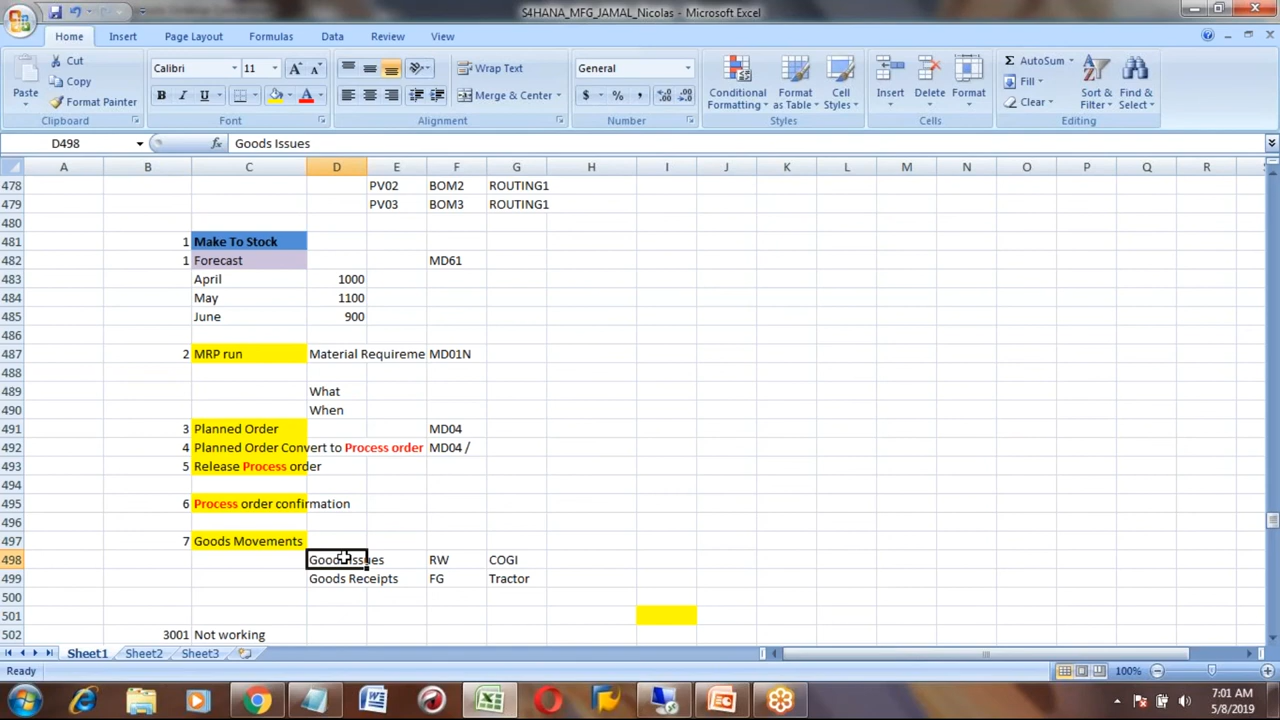 S4HANA_MFG_JAMAL_Nicolas - Microsoft Excel
Home Insert Page Layout Formulas Data Review View
Paste
Cut
Copy
Format Painter
Clipboard
Calibri 11
B I U
Font
Wrap Text
Merge & Center
Alignment
General
$ % ,
Number
Conditional Formatting
Format as Table
Cell Styles
Styles
Insert
Delete
Format
Cells
AutoSum
Fill
Clear
Sort & Filter
Find & Select
Editing
D498 fx Goods Issues
A B C D E F G H I J K L M N O P Q R
478 PV02 BOM2 ROUTING1
479 PV03 BOM3 ROUTING1
480
481 1 Make To Stock
482 1 Forecast MD61
483 April 1000
484 May 1100
485 June 900
486
487 2 MRP run Material Requireme MD01N
488
489 What
490 When
491 3 Planned Order MD04
492 4 Planned Order Convert to Process order MD04 /
493 5 Release Process order
494
495 6 Process order confirmation
496
497 7 Goods Movements
498 Goods Issues RW COGI
499 Goods Receipts FG Tractor
500
501
502 3001 Not working
Sheet1 Sheet2 Sheet3
Ready 100%
7:01 AM
5/8/2019